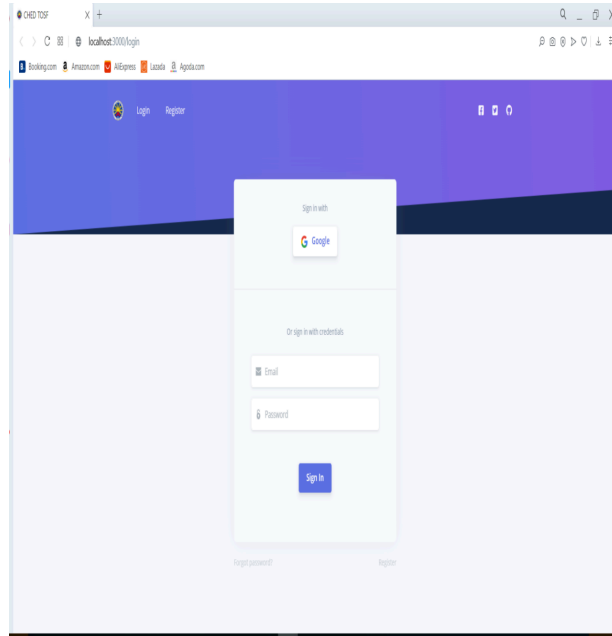 CHED TOSF
localhost:3000/login
Booking.com Amazon.com AliExpress Lazada Agoda.com
Login Register
Sign in with
Google
Or sign in with credentials
Email
Password
Sign In
Forgot password? Register